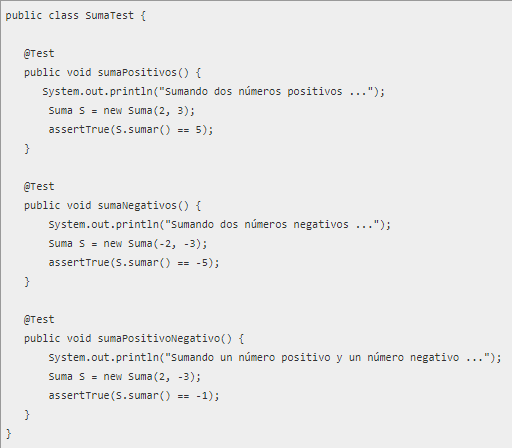 public class SumaTest {
@Test
public void sumaPositivos() {
System.out.println("Sumando dos números positivos ...");
Suma S = new Suma(2, 3);
assertTrue(S.sumar() == 5);
}
@Test
public void sumaNegativos() {
System.out.println("Sumando dos números negativos ...");
Suma S = new Suma(-2, -3);
assertTrue(S.sumar() == -5);
}
@Test
public void sumaPositivoNegativo() {
System.out.println("Sumando un número positivo y un número negativo ...");
Suma S = new Suma(2, -3);
assertTrue(S.sumar() == -1);
}
}